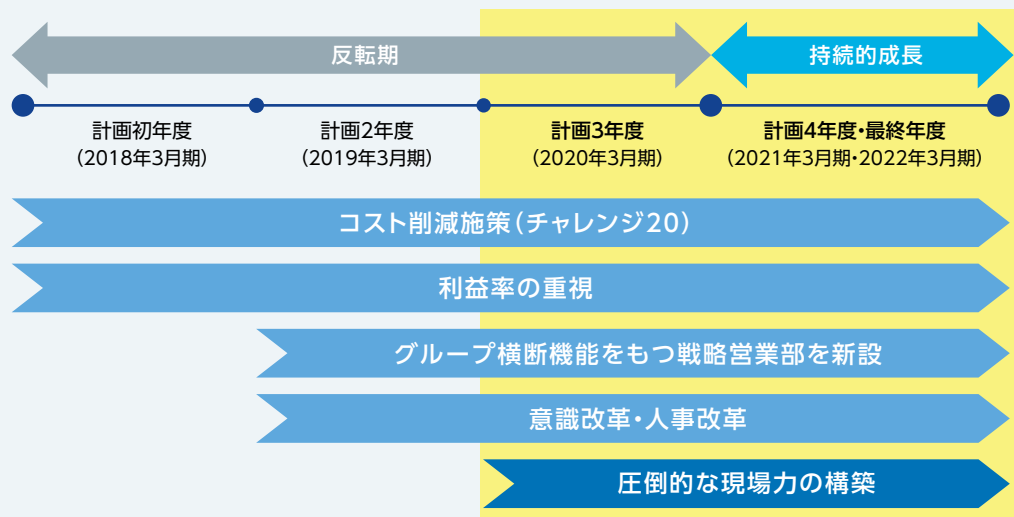 反転期
持続的成長
計画初年度
（2018年3月期）
計画2年度
（2019年3月期）
計画3年度
（2020年3月期）
計画4年度・最終年度
（2021年3月期・2022年3月期）
コスト削減施策（チャレンジ20）
利益率の重視
グループ横断機能をもつ戦略営業部を新設
意識改革・人事改革
圧倒的な現場力の構築